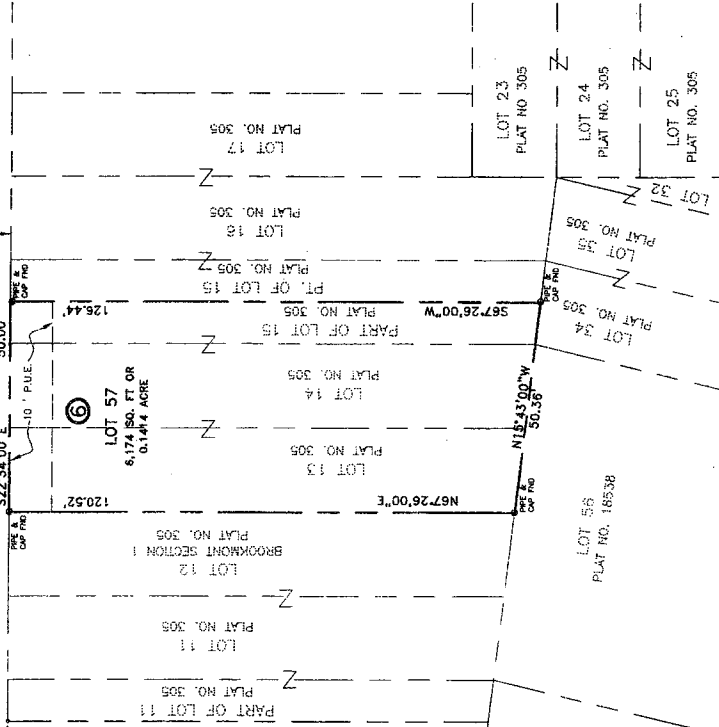 S22°34'00"E
50.00'
PIPE &
CAP FND
PIPE &
CAP FND
10' P.U.E.
126.44'
120.52'
6
LOT 57
6,174 SQ. FT OR
0.1414 ACRE
S67°26'00"W
N67°26'00"E
N15°43'00"W
50.36'
PIPE &
CAP FND
PIPE &
CAP FND
LOT 17
PLAT NO. 305
LOT 16
PLAT NO. 305
PT. OF LOT 15
PLAT NO. 305
PART OF LOT 15
PLAT NO. 305
LOT 14
PLAT NO. 305
LOT 13
PLAT NO. 305
LOT 12
BROOKMONT SECTION 1
PLAT NO. 305
LOT 11
PLAT NO. 305
PART OF LOT 11
PLAT NO. 305
LOT 23
PLAT NO 305
LOT 24
PLAT NO. 305
LOT 25
PLAT NO. 305
LOT 32
LOT 35
PLAT NO. 305
LOT 34
PLAT NO. 305
LOT 56
PLAT NO. 18538